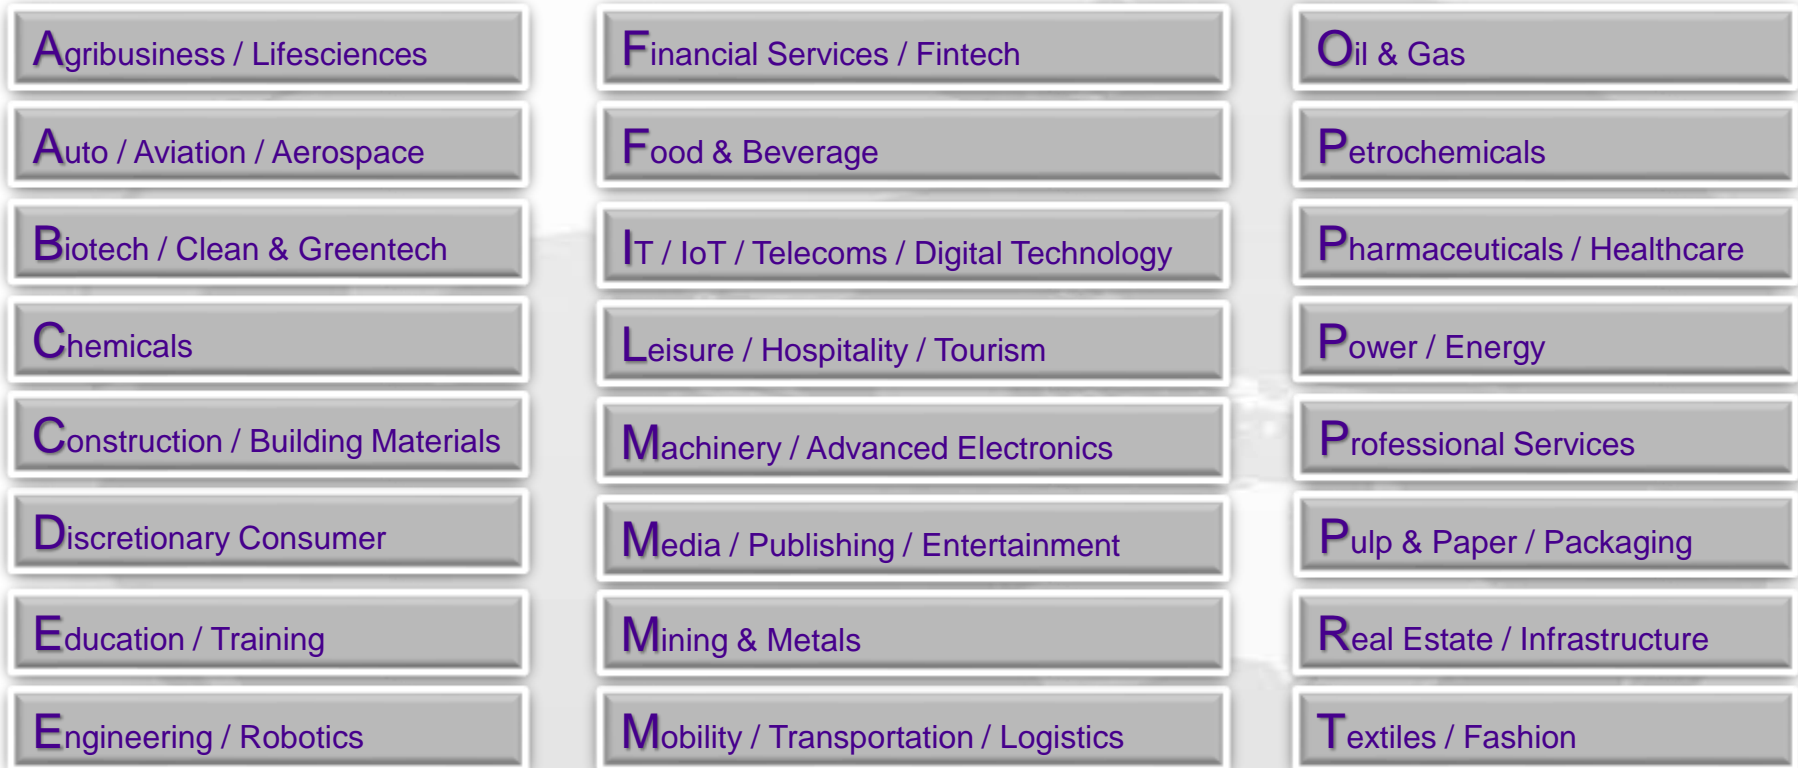 Agribusiness / Lifesciences
Auto / Aviation / Aerospace
Biotech / Clean & Greentech
Chemicals
Construction / Building Materials
Discretionary Consumer
Education / Training
Engineering / Robotics
Financial Services / Fintech
Food & Beverage
IT / IoT / Telecoms / Digital Technology
Leisure / Hospitality / Tourism
Machinery / Advanced Electronics
Media / Publishing / Entertainment
Mining & Metals
Mobility / Transportation / Logistics
Oil & Gas
Petrochemicals
Pharmaceuticals / Healthcare
Power / Energy
Professional Services
Pulp & Paper / Packaging
Real Estate / Infrastructure
Textiles / Fashion